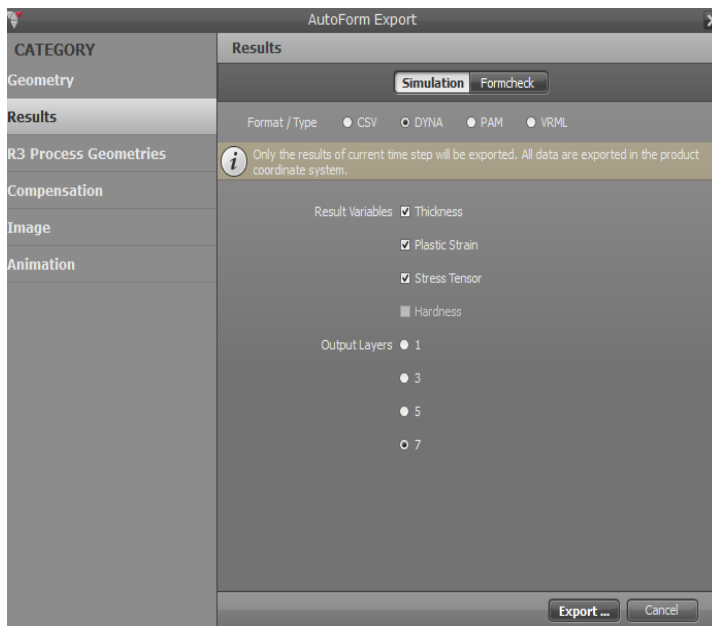 AutoForm Export
CATEGORY
Geometry
Results
R3 Process Geometries
Compensation
Image
Animation
Results
Simulation Formcheck
Format / Type CSV DYNA PAM VRML
i Only the results of current time step will be exported. All data are exported in the product
coordinate system.
Result Variables Thickness
Plastic Strain
Stress Tensor
Hardness
Output Layers 1
3
5
7
Export ... Cancel